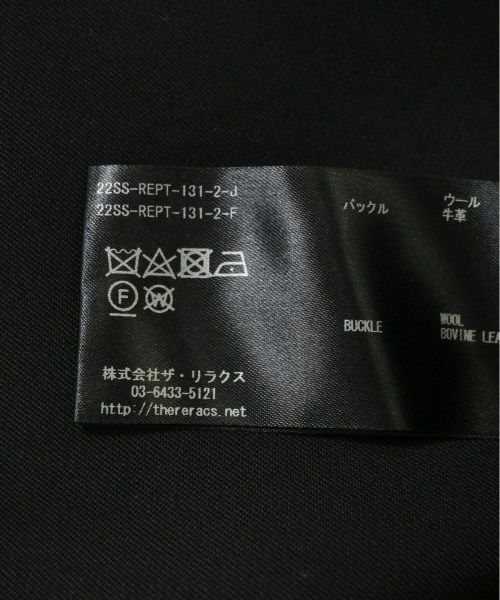 22SS-REPT-131-2-J
22SS-REPT-131-2-F
バックル
ウール
牛革
F
W
BUCKLE
WOOL
BOVINE LEA
株式会社ザ・リラクス
03-6433-5121
http://thereracs.net